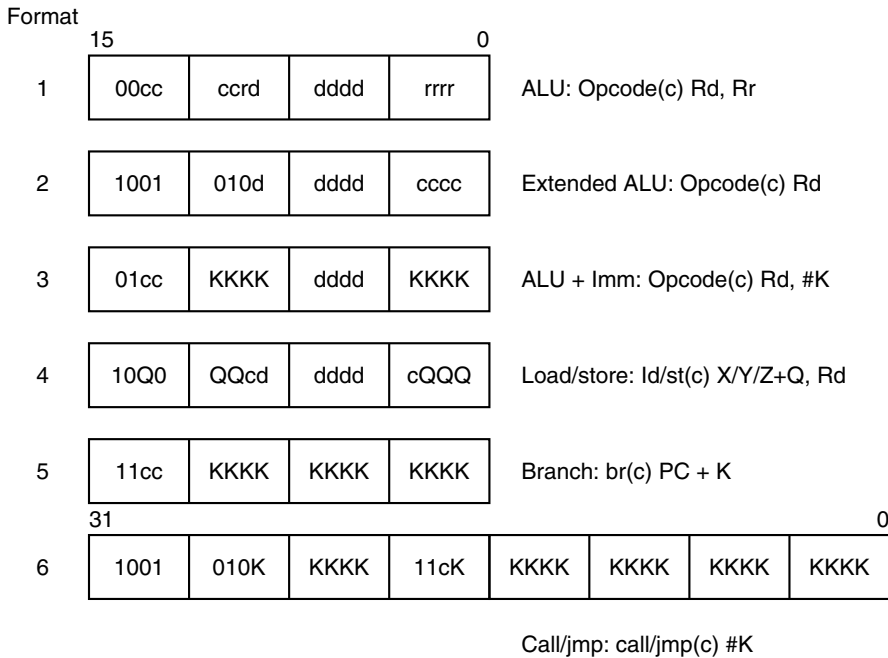 Format
15 0
1 00cc ccrd dddd rrrr ALU: Opcode(c) Rd, Rr
2 1001 010d dddd cccc Extended ALU: Opcode(c) Rd
3 01cc KKKK dddd KKKK ALU + Imm: Opcode(c) Rd, #K
4 10Q0 QQcd dddd cQQQ Load/store: ld/st(c) X/Y/Z+Q, Rd
5 11cc KKKK KKKK KKKK Branch: br(c) PC + K
31 0
6 1001 010K KKKK 11cK KKKK KKKK KKKK KKKK
Call/jmp: call/jmp(c) #K